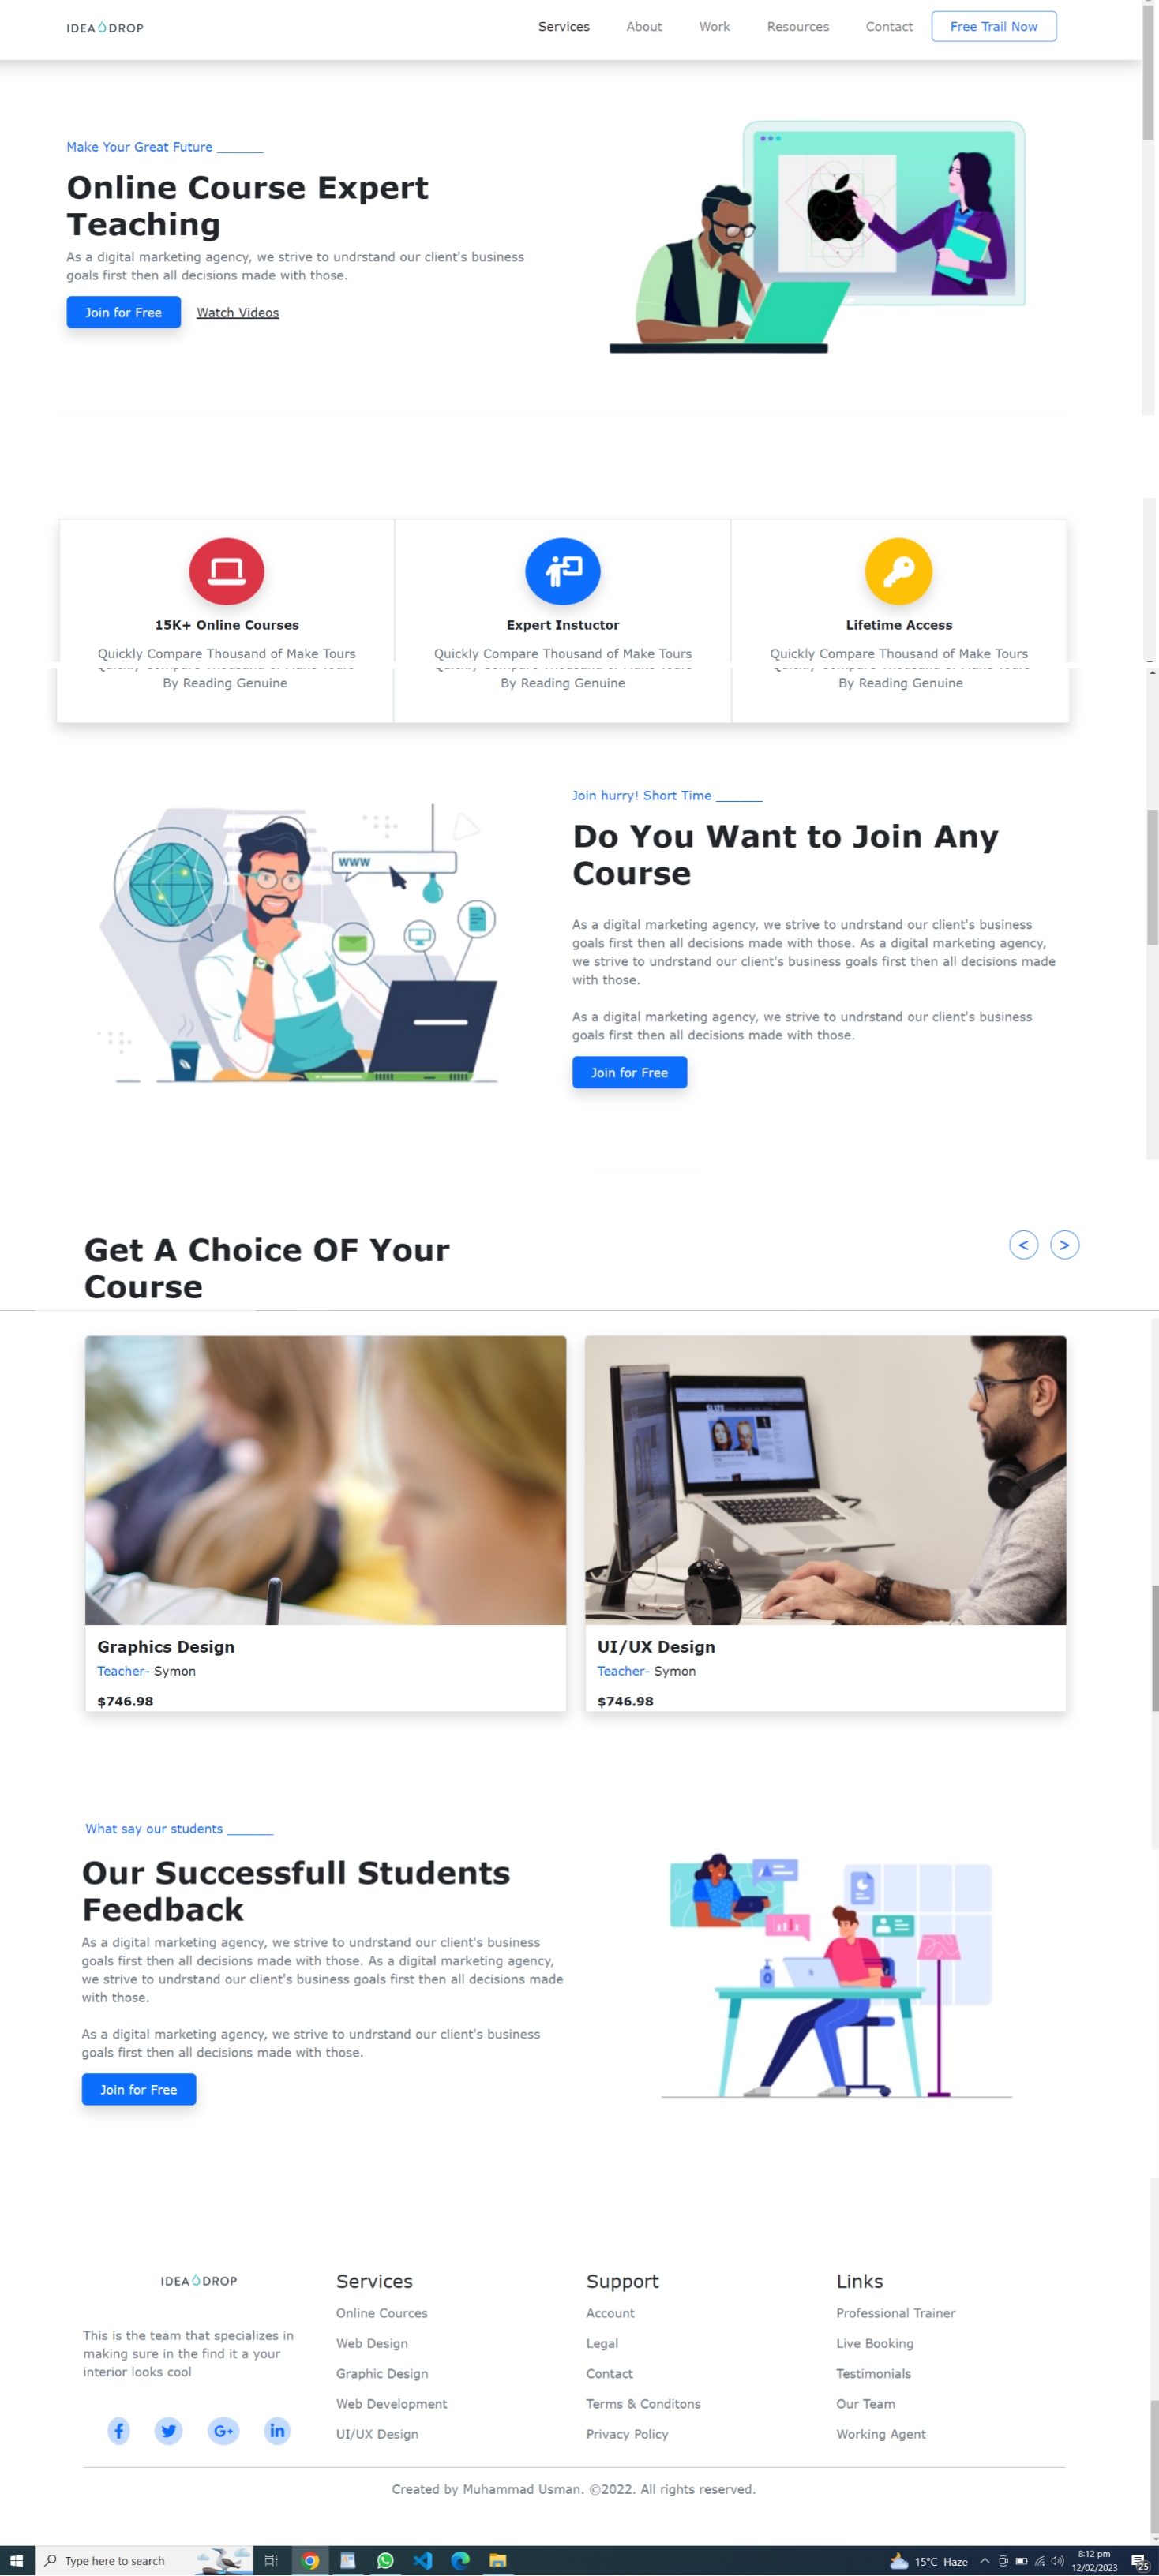 IDEA DROP
Services About Work Resources Contact Free Trail Now
Make Your Great Future ______
Online Course Expert
Teaching
As a digital marketing agency, we strive to undrstand our client's business
goals first then all decisions made with those.
Join for Free Watch Videos
15K+ Online Courses
Quickly Compare Thousand of Make Tours
By Reading Genuine
Expert Instuctor
Quickly Compare Thousand of Make Tours
By Reading Genuine
Lifetime Access
Quickly Compare Thousand of Make Tours
By Reading Genuine
WWW
Join hurry! Short Time ______
Do You Want to Join Any
Course
As a digital marketing agency, we strive to undrstand our client's business
goals first then all decisions made with those. As a digital marketing agency,
we strive to undrstand our client's business goals first then all decisions made
with those.
As a digital marketing agency, we strive to undrstand our client's business
goals first then all decisions made with those.
Join for Free
Get A Choice OF Your
Course
< >
SLITE
Graphics Design
Teacher- Symon
$746.98
UI/UX Design
Teacher- Symon
$746.98
What say our students ______
Our Successfull Students
Feedback
As a digital marketing agency, we strive to undrstand our client's business
goals first then all decisions made with those. As a digital marketing agency,
we strive to undrstand our client's business goals first then all decisions made
with those.
As a digital marketing agency, we strive to undrstand our client's business
goals first then all decisions made with those.
Join for Free
IDEA DROP
This is the team that specializes in
making sure in the find it a your
interior looks cool
f G+ in
Services
Online Cources
Web Design
Graphic Design
Web Development
UI/UX Design
Support
Account
Legal
Contact
Terms & Conditons
Privacy Policy
Links
Professional Trainer
Live Booking
Testimonials
Our Team
Working Agent
Created by Muhammad Usman. ©2022. All rights reserved.
Type here to search
15°C Haze
8:12 pm
12/02/2023
25